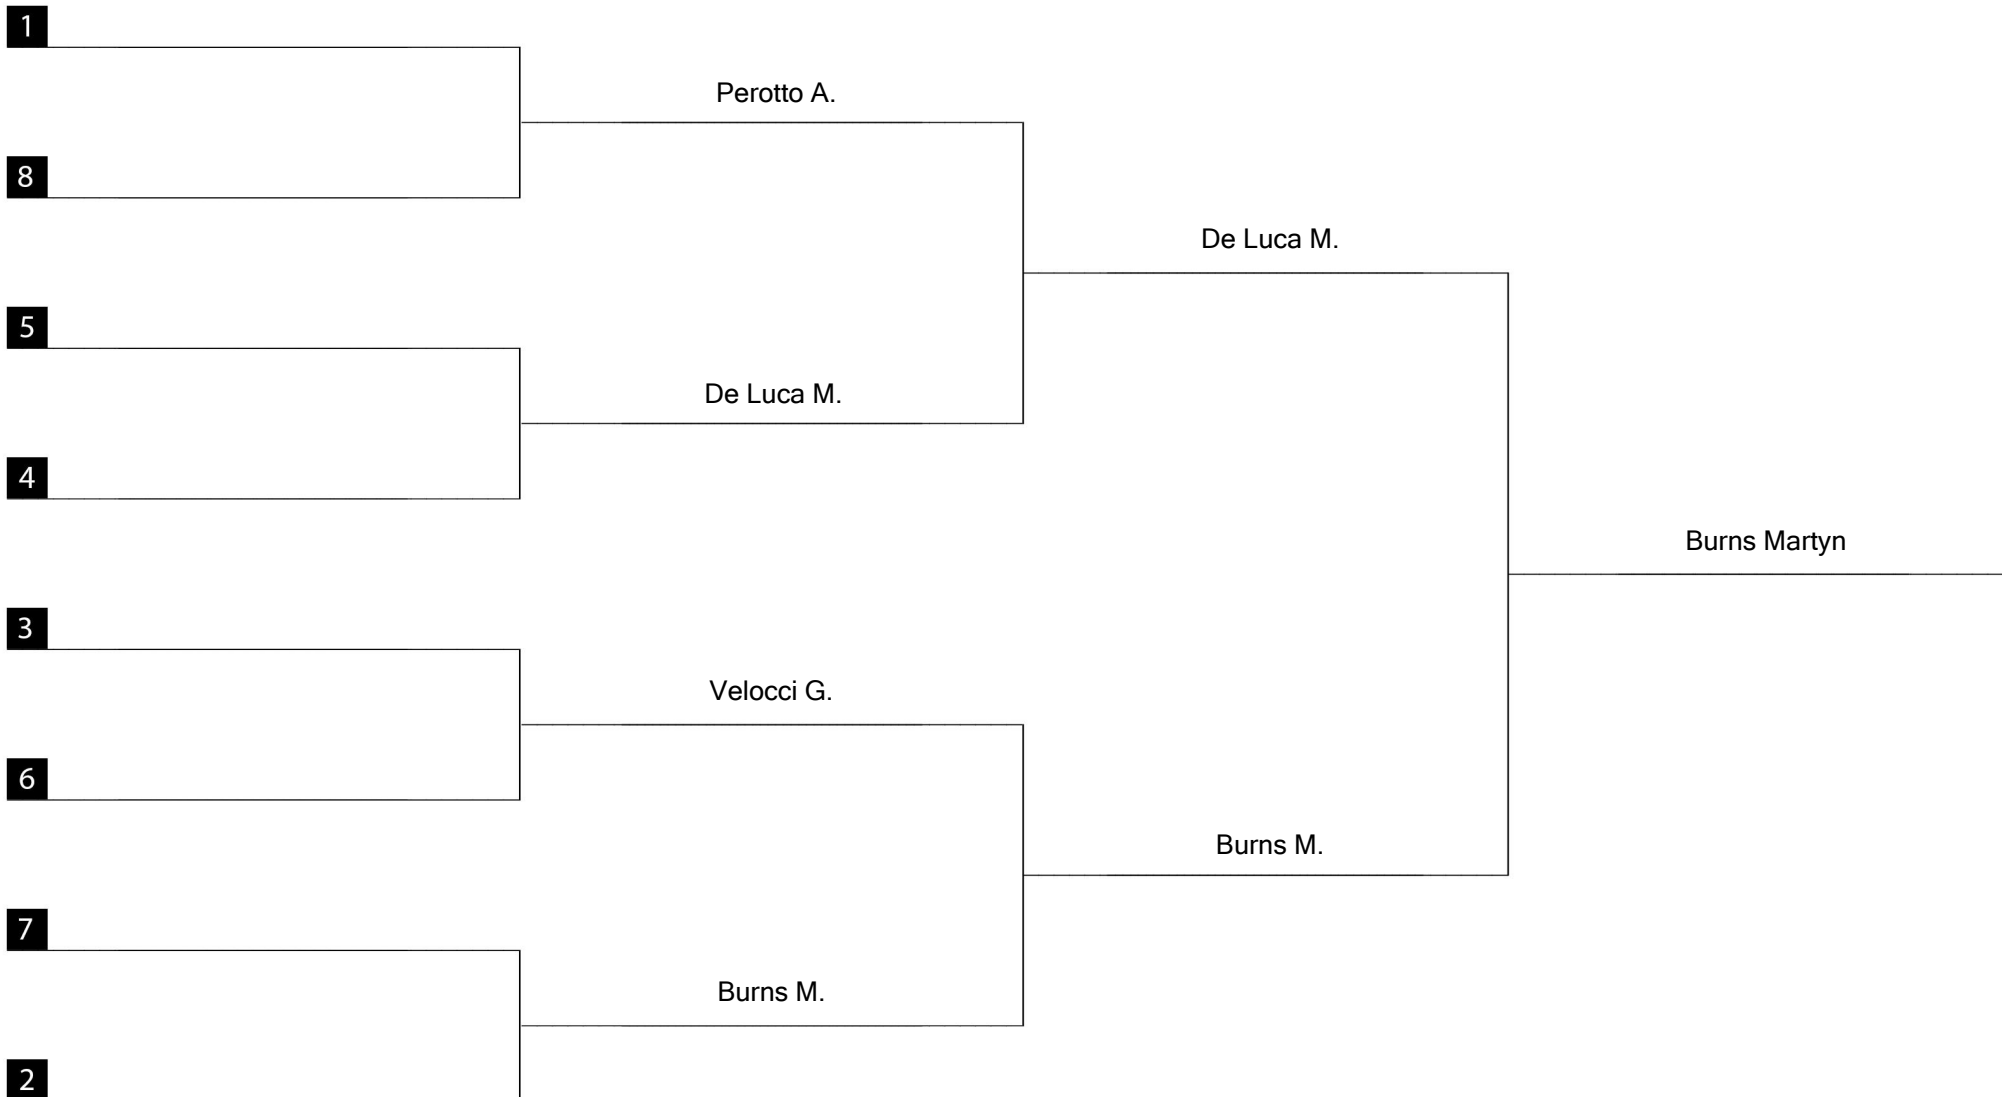 1
Perotto A.
8
De Luca M.
5
De Luca M.
4
Burns Martyn
3
Velocci G.
6
Burns M.
7
Burns M.
2